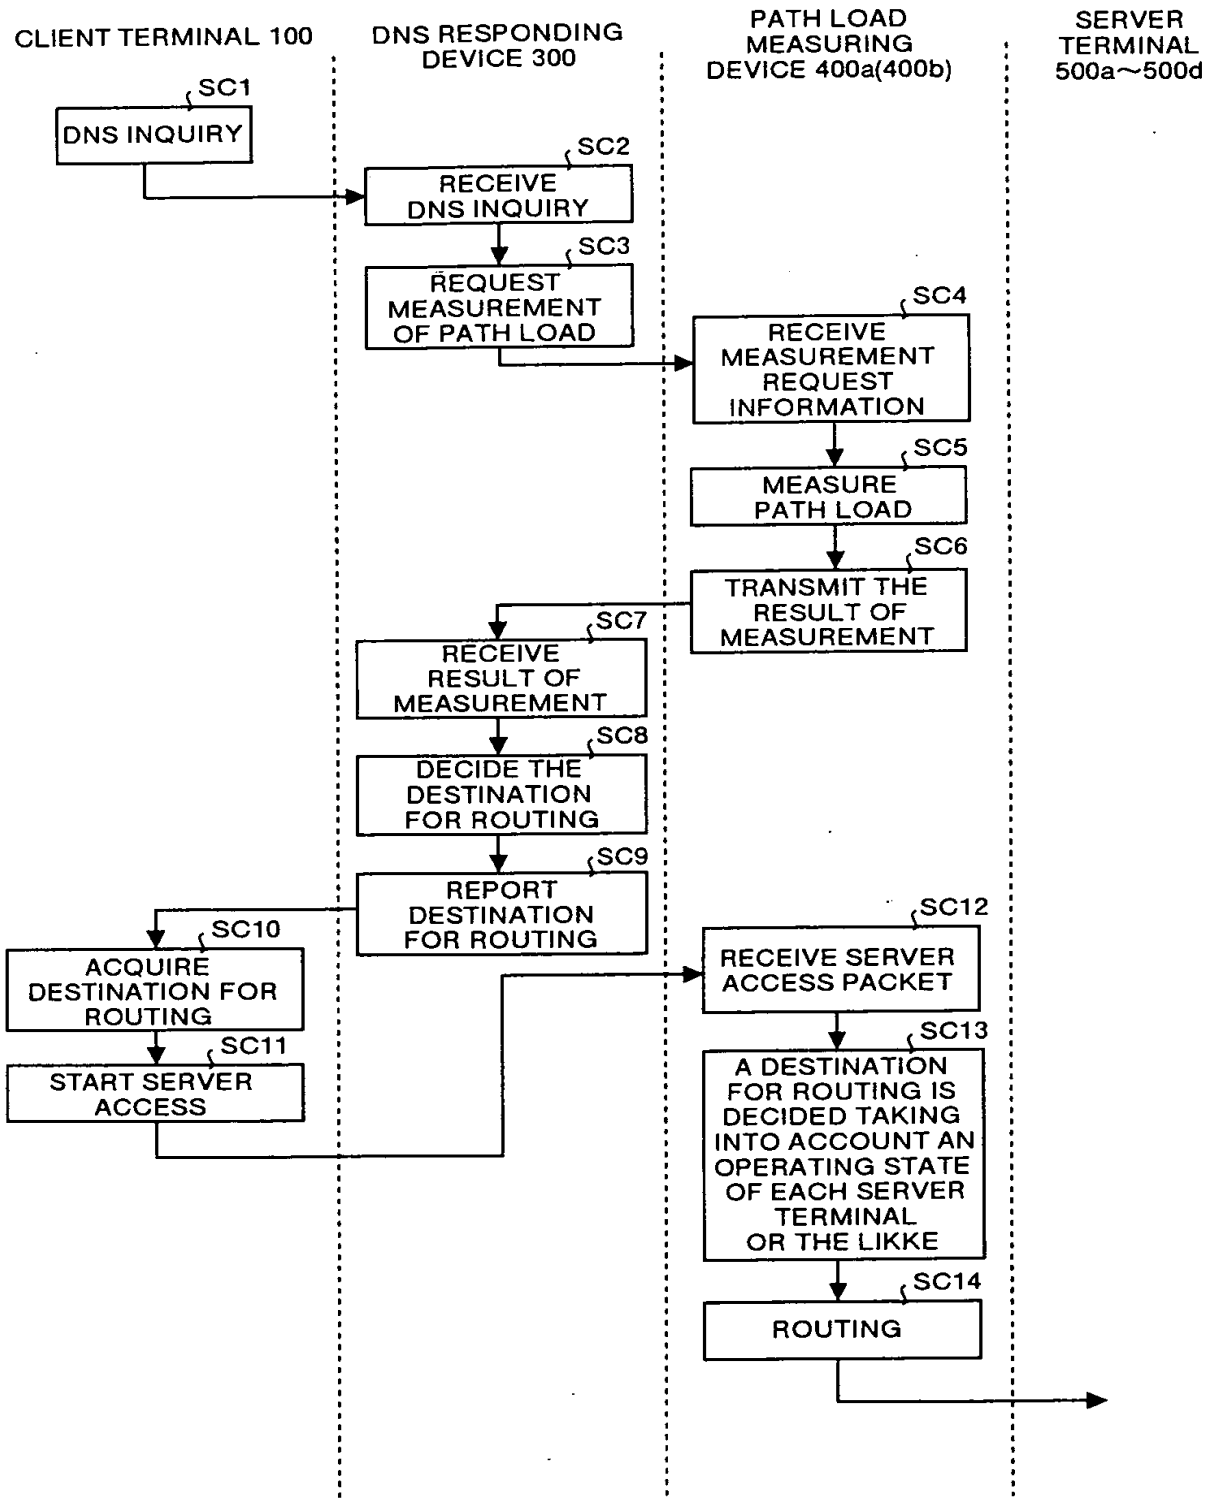 CLIENT TERMINAL 100
DNS RESPONDING
DEVICE 300
PATH LOAD
MEASURING
DEVICE 400a(400b)
SERVER
TERMINAL
500a~500d
SC1
DNS INQUIRY
SC2
RECEIVE
DNS INQUIRY
SC3
REQUEST
MEASUREMENT
OF PATH LOAD
SC4
RECEIVE
MEASUREMENT
REQUEST
INFORMATION
SC5
MEASURE
PATH LOAD
SC6
TRANSMIT THE
RESULT OF
MEASUREMENT
SC7
RECEIVE
RESULT OF
MEASUREMENT
SC8
DECIDE THE
DESTINATION
FOR ROUTING
SC9
REPORT
DESTINATION
FOR ROUTING
SC10
ACQUIRE
DESTINATION FOR
ROUTING
SC11
START SERVER
ACCESS
SC12
RECEIVE SERVER
ACCESS PACKET
SC13
A DESTINATION
FOR ROUTING IS
DECIDED TAKING
INTO ACCOUNT AN
OPERATING STATE
OF EACH SERVER
TERMINAL
OR THE LIKKE
SC14
ROUTING